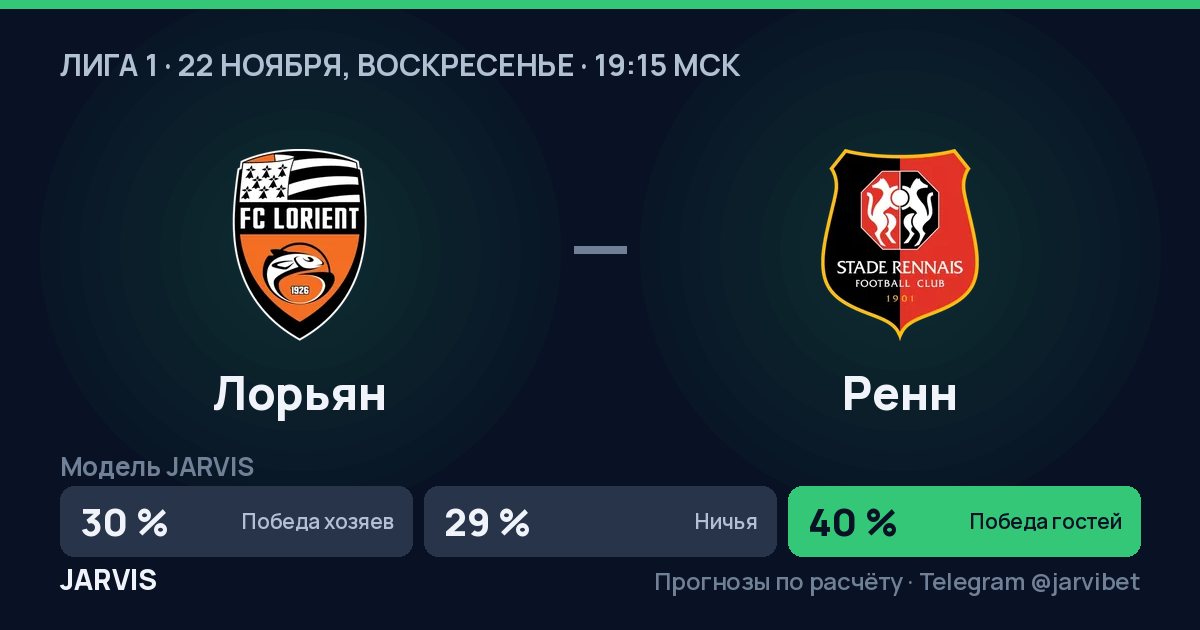 ЛИГА 1 · 22 НОЯБРЯ, ВОСКРЕСЕНЬЕ · 19:15 МСК
FC LORIENT
1926
STADE RENNAIS
FOOTBALL CLUB
1901
Лорьян
Ренн
Модель JARVIS
30 % Победа хозяев
29 % Ничья
40 % Победа гостей
JARVIS
Прогнозы по расчёту · Telegram @jarvibet